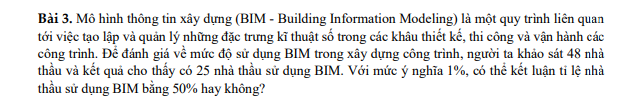 Bài 3. Mô hình thông tin xây dựng (BIM - Building Information Modeling) là một quy trình liên quan
tới việc tạo lập và quản lý những đặc trưng kĩ thuật số trong các khâu thiết kế, thi công và vận hành các
công trình. Để đánh giá về mức độ sử dụng BIM trong xây dựng công trình, người ta khảo sát 48 nhà
thầu và kết quả cho thấy có 25 nhà thầu sử dụng BIM. Với mức ý nghĩa 1%, có thể kết luận tỉ lệ nhà
thầu sử dụng BIM bằng 50% hay không?